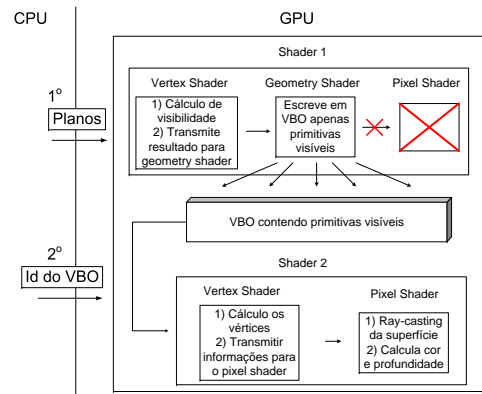 CPU
GPU
Shader 1
Vertex Shader
Geometry Shader
Pixel Shader
1º
Planos
1) Cálculo de
visibilidade
2) Transmite
resultado para
geometry shader
Escreve em
VBO apenas
primitivas
visíveis
VBO contendo primitivas visíveis
2º
Id do VBO
Shader 2
Vertex Shader
Pixel Shader
1) Cálculo os
vértices
2) Transmitir
informações para
o pixel shader
1) Ray-casting
da superfície
2) Calcula cor
e profundidade